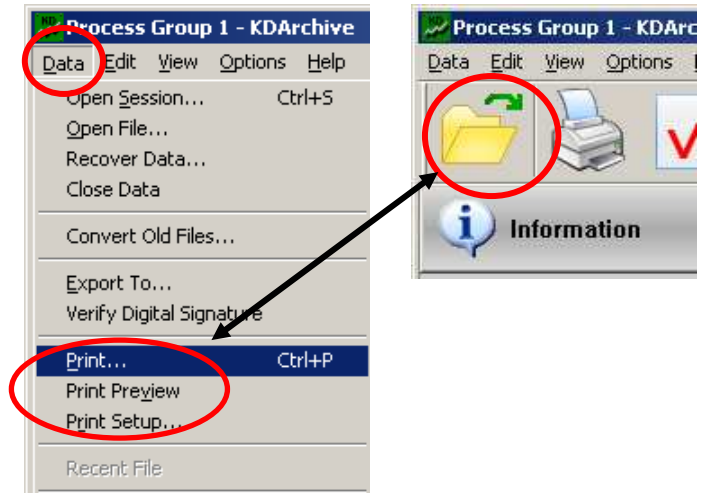 Process Group 1 - KDArchive
Data Edit View Options Help
Open Session... Ctrl+S
Open File...
Recover Data...
Close Data
Convert Old Files...
Export To...
Verify Digital Signature
Print... Ctrl+P
Print Preview
Print Setup...
Recent File
Process Group 1 - KDArc
Data Edit View Options
Information